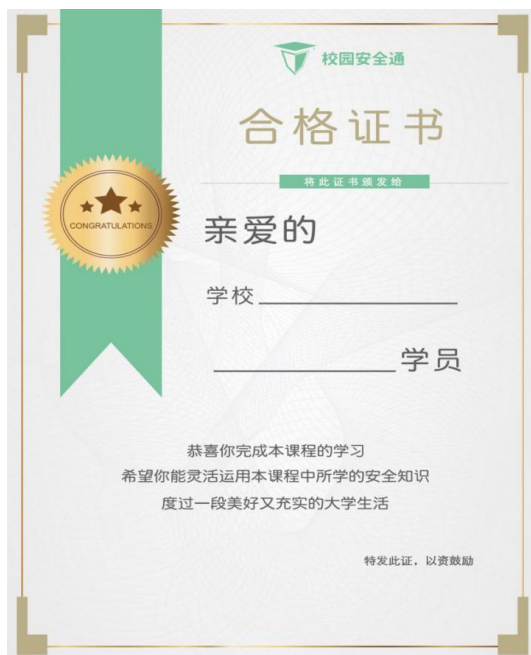 校园安全通
合格证书
将此证书颁发给
CONGRATULATIONS
亲爱的
学校
学员
恭喜你完成本课程的学习
希望你能灵活运用本课程中所学的安全知识
度过一段美好又充实的大学生活
特发此证，以资鼓励